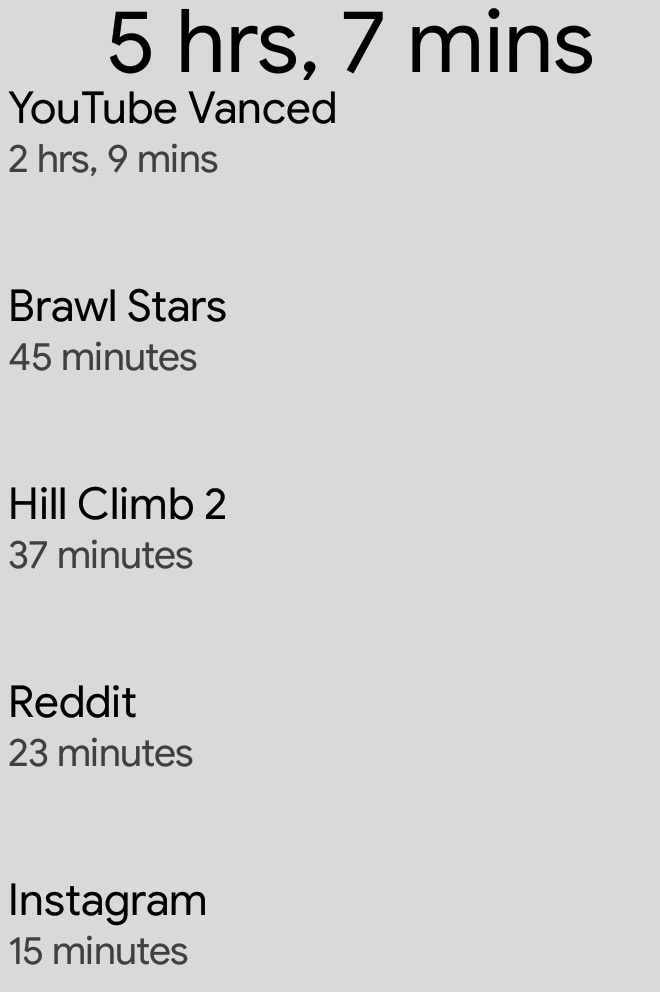 5 hrs, 7 mins
YouTube Vanced
2 hrs, 9 mins
Brawl Stars
45 minutes
Hill Climb 2
37 minutes
Reddit
23 minutes
Instagram
15 minutes